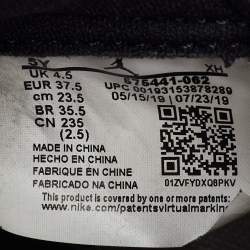 5Y XH
UK 4.5 575441-062
EUR 37.5 UPC 00193153878289
cm 23.5 05/15/19 07/23/19
BR 35.5
CN 235
(2.5)
MADE IN CHINA
HECHO EN CHINA
FABRIQUE EN CHINE
FABRICADO NA CHINA 01ZVFYDXQ8PKV
This product is covered by one or more
www.nike.com/patentsvirtualmarkin